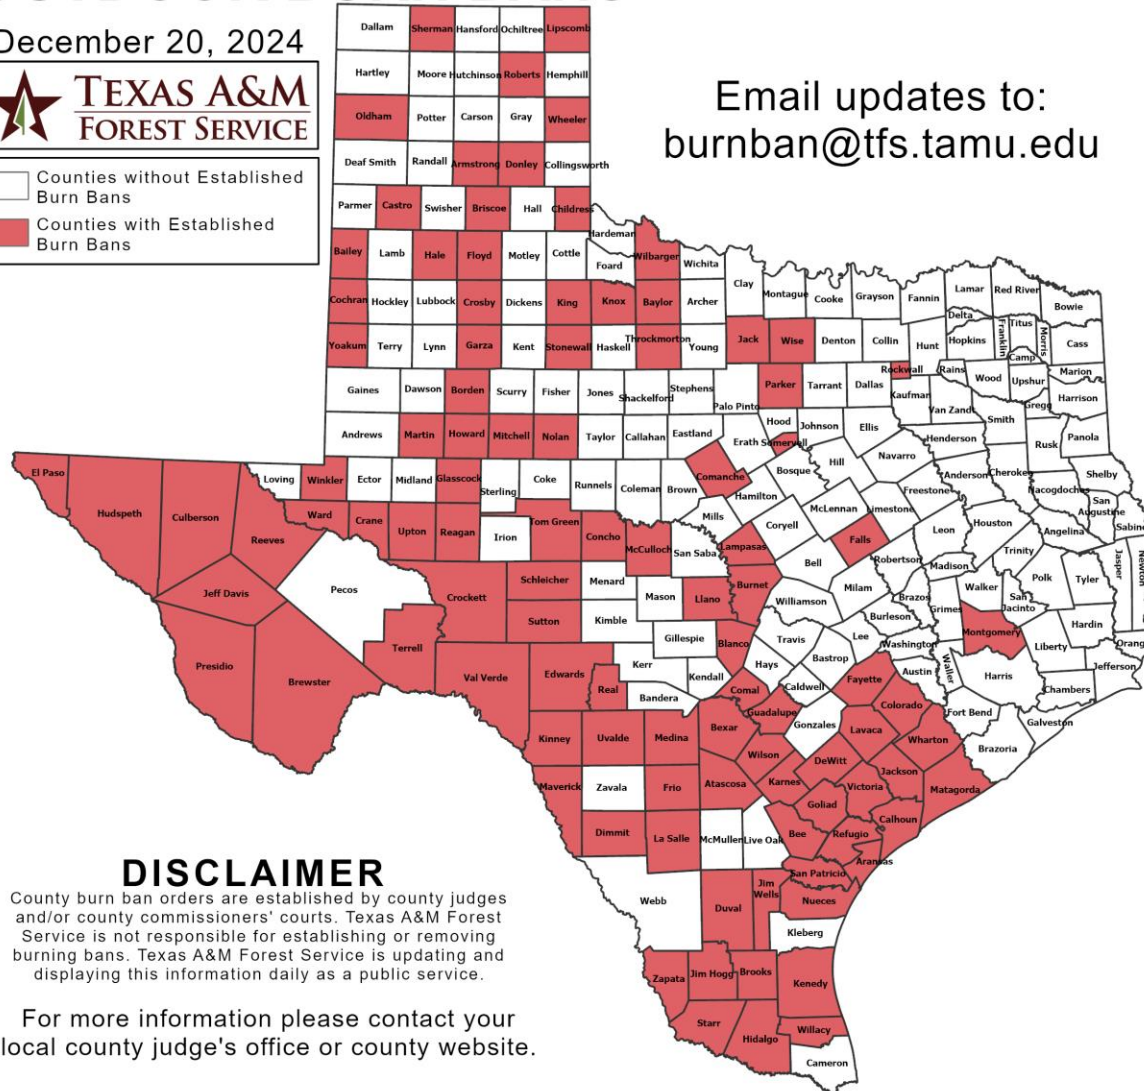 December 20, 2024
TEXAS A&M
FOREST SERVICE
Counties without Established
Burn Bans
Counties with Established
Burn Bans
Email updates to:
burnban@tfs.tamu.edu
Dallam Sherman Hansford Ochiltree Lipscomb
Hartley Moore Hutchinson Roberts Hemphill
Oldham Potter Carson Gray Wheeler
Deaf Smith Randall Armstrong Donley Collingsworth
Parmer Castro Swisher Briscoe Hall Childress
Hardeman
Bailey Lamb Hale Floyd Motley Cottle Foard Wilbarger Wichita
Clay Montague Cooke Grayson Fannin Lamar Red River Bowie
Cochran Hockley Lubbock Crosby Dickens King Knox Baylor Archer
Delta Titus Franklin Morris Cass
Yoakum Terry Lynn Garza Kent Stonewall Haskell Throckmorton Young Jack Wise Denton Collin Hunt Hopkins Camp
Rockwall Rains Wood Upshur Marion
Gaines Dawson Borden Scurry Fisher Jones Shackelford Stephens Palo Pinto Parker Tarrant Dallas Kaufman Van Zandt Gregg Harrison
Andrews Martin Howard Mitchell Nolan Taylor Callahan Eastland Erath Hood Somervell Johnson Ellis Henderson Smith Rusk Panola
El Paso Hudspeth Culberson Reeves Loving Winkler Ector Midland Glasscock Sterling Coke Runnels Coleman Brown Comanche Hamilton Bosque Hill Navarro Freestone Anderson Cherokee Nacogdoches Shelby
San
Augustine
Sabin
Ward Crane Upton Reagan Irion Tom Green Concho McCulloch San Saba Mills Lampasas Coryell McLennan Limestone Falls Leon Houston Angelina
Trinity
Jasper
Newton
Jeff Davis Pecos Crockett Schleicher Menard Mason Llano Burnet Bell Milam Robertson Madison Walker Polk Tyler
San
Jacinto
Sutton Kimble Williamson Burleson Brazos Grimes Hardin
Presidio Brewster Terrell Val Verde Edwards Gillespie Blanco Travis Lee Washington Montgomery Liberty Orang
Real Kerr Kendall Hays Bastrop Austin Waller Harris Jefferson
Bandera Comal Caldwell Fayette Chambers
Kinney Uvalde Medina Bexar Guadalupe Gonzales Lavaca Colorado Fort Bend Galveston
Wilson Wharton Brazoria
Maverick Zavala Frio Atascosa Karnes DeWitt Jackson Matagorda
Victoria
Goliad Calhoun
Dimmit La Salle McMullen Live Oak Bee Refugio
Aransas
San Patricio
Webb Duval Jim
Wells Nueces
Kleberg
Zapata Jim Hogg Brooks Kenedy
Starr Hidalgo Willacy
Cameron
DISCLAIMER
County burn ban orders are established by county judges
and/or county commissioners' courts. Texas A&M Forest
Service is not responsible for establishing or removing
burning bans. Texas A&M Forest Service is updating and
displaying this information daily as a public service.
For more information please contact your
local county judge's office or county website.